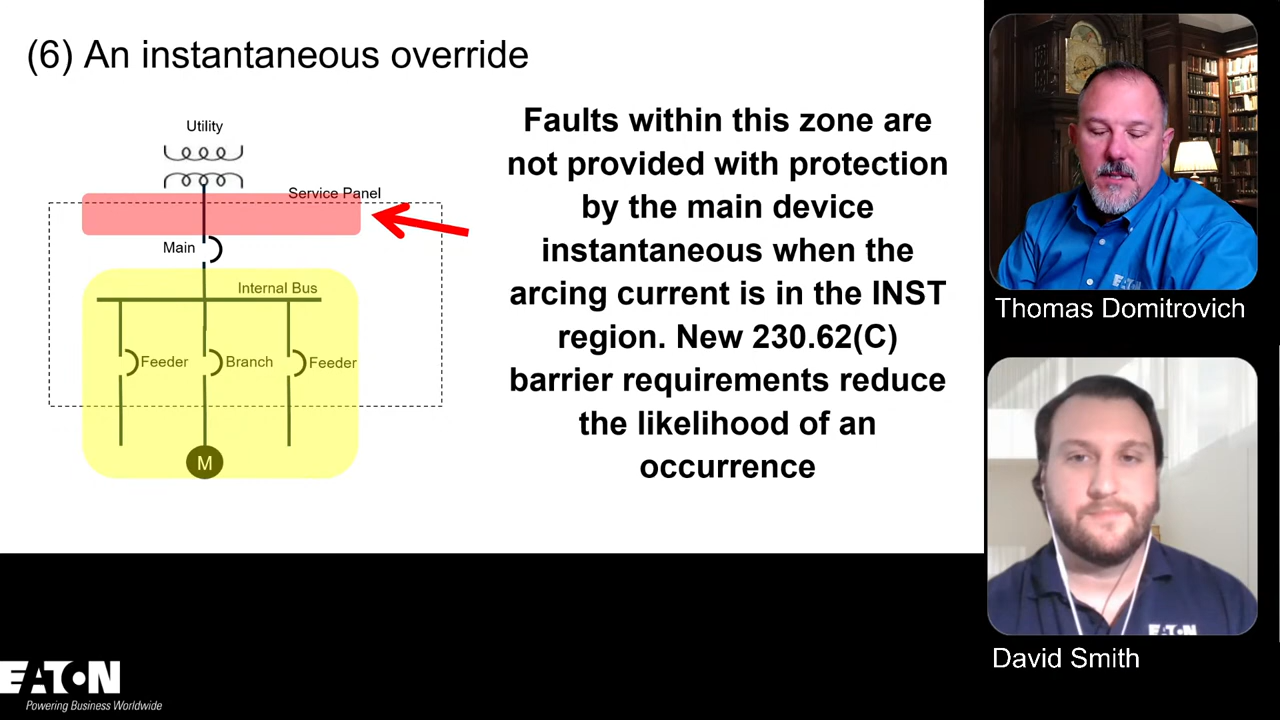 (6) An instantaneous override
Utility
Service Panel
Main
Internal Bus
Feeder
Branch
Feeder
M
Faults within this zone are
not provided with protection
by the main device
instantaneous when the
arcing current is in the INST
region. New 230.62(C)
barrier requirements reduce
the likelihood of an
occurrence
EATON
Thomas Domitrovich
EATON
David Smith
EATON
Powering Business Worldwide